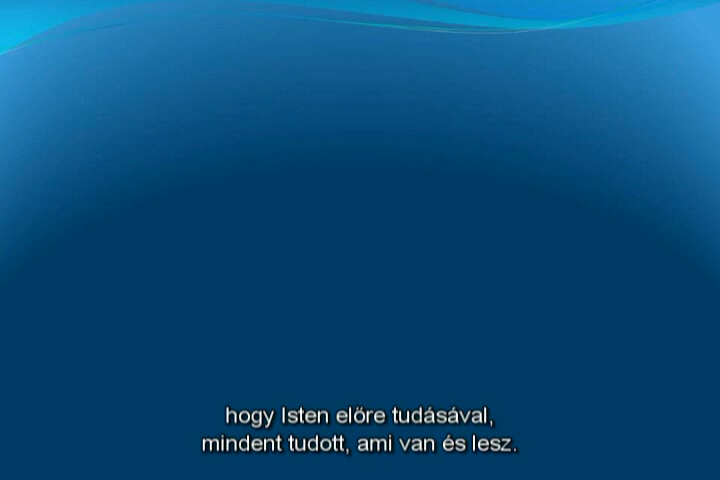 hogy Isten előre tudásával,
mindent tudott, ami van és lesz.